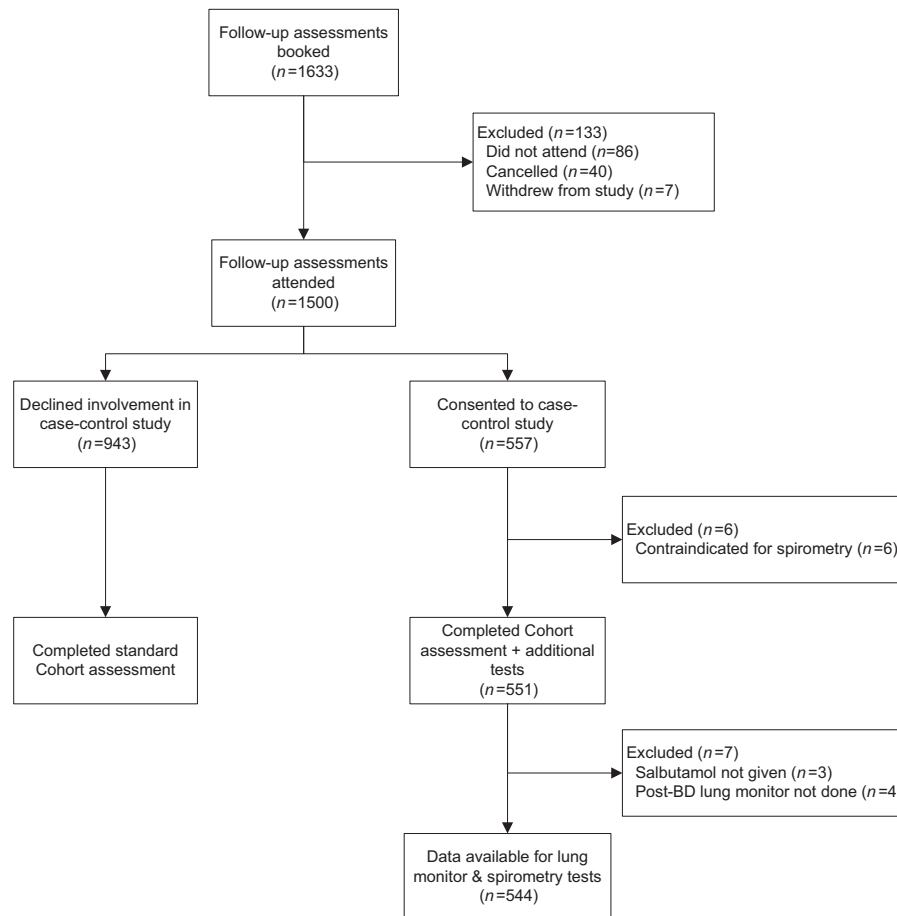 Follow-up assessments
booked
(n=1633)
Excluded (n=133)
Did not attend (n=86)
Cancelled (n=40)
Withdrew from study (n=7)
Follow-up assessments
attended
(n=1500)
Declined involvement in
case-control study
(n=943)
Consented to case-
control study
(n=557)
Excluded (n=6)
Contraindicated for spirometry (n=6)
Completed standard
Cohort assessment
Completed Cohort
assessment + additional
tests
(n=551)
Excluded (n=7)
Salbutamol not given (n=3)
Post-BD lung monitor not done (n=4
Data available for lung
monitor & spirometry tests
(n=544)